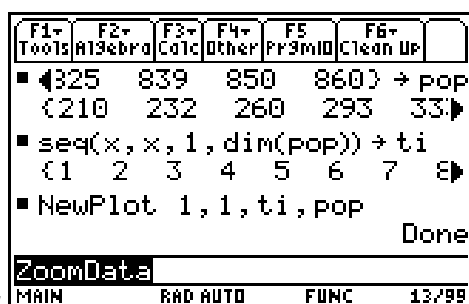 F1▾ F2▾ F3▾ F4▾ F5 F6▾
Tools Algebra Calc Other PrgmIO Clean Up
■ ◀825 839 850 860} → pop
{210 232 260 293 33▶
■ seq(x,x,1,dim(pop)) → ti
{1 2 3 4 5 6 7 8▶
■ NewPlot 1,1,ti,pop
Done
ZoomData
MAIN RAD AUTO FUNC 13/99